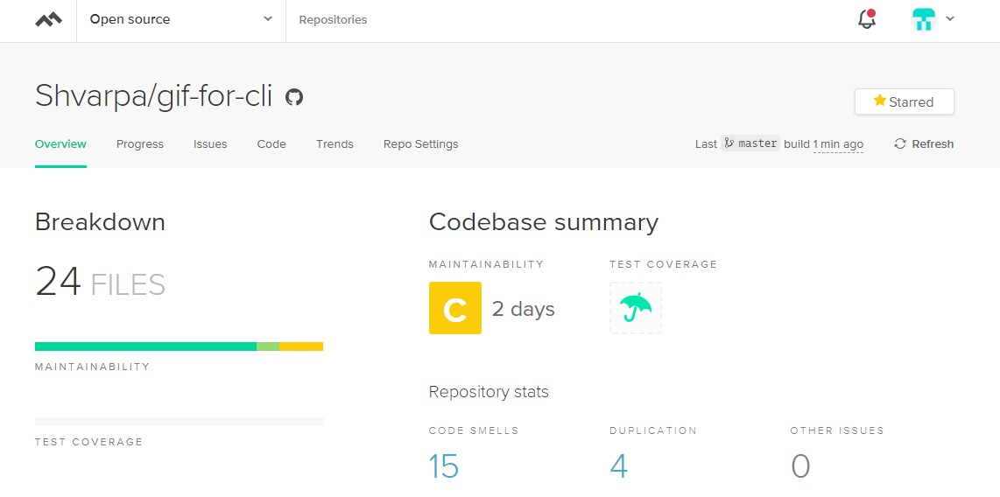 Open source Repositories
Shvarpa/gif-for-cli
Starred
Overview Progress Issues Code Trends Repo Settings Last master build 1 min ago Refresh
Breakdown
24 FILES
MAINTAINABILITY
TEST COVERAGE
Codebase summary
MAINTAINABILITY TEST COVERAGE
C 2 days
Repository stats
CODE SMELLS DUPLICATION OTHER ISSUES
15 4 0